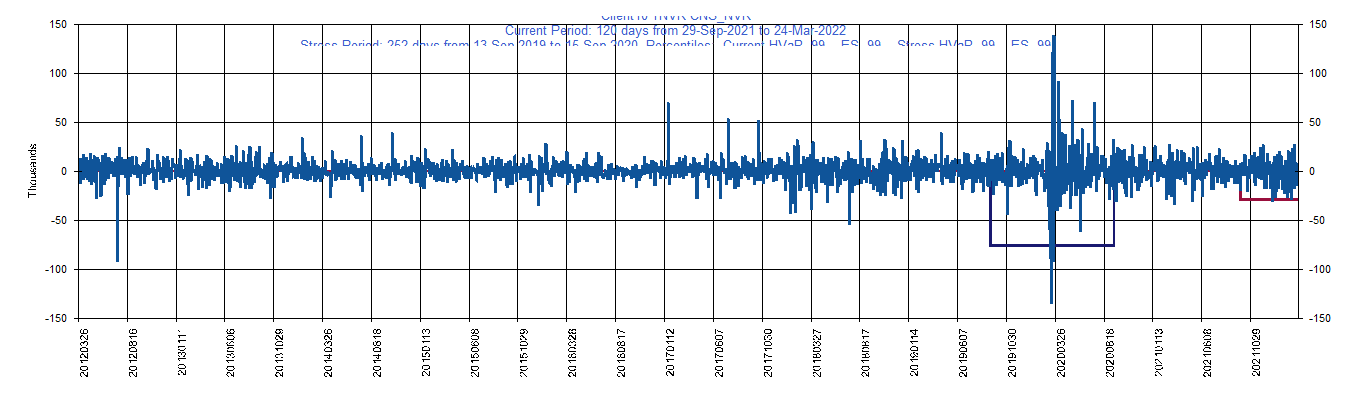 Client10 TNVR CNS_NVR
Current Period: 120 days from 29-Sep-2021 to 24-Mar-2022
Stress Period: 252 days from 13-Sep-2019 to 15-Sep-2020 Percentiles: Current HVaR_99 ES_99 Stress HVaR_99 ES_99
150 150
100 100
50 50
0 0
-50 -50
-100 -100
-150 -150
Thousands
20120326 20120816 20130111 20130606 20131029 20140326 20140818 20150113 20150608 20151029 20160328 20160817 20170112 20170607 20171030 20180327 20180817 20190114 20190607 20191030 20200326 20200818 20210113 20210608 20211029